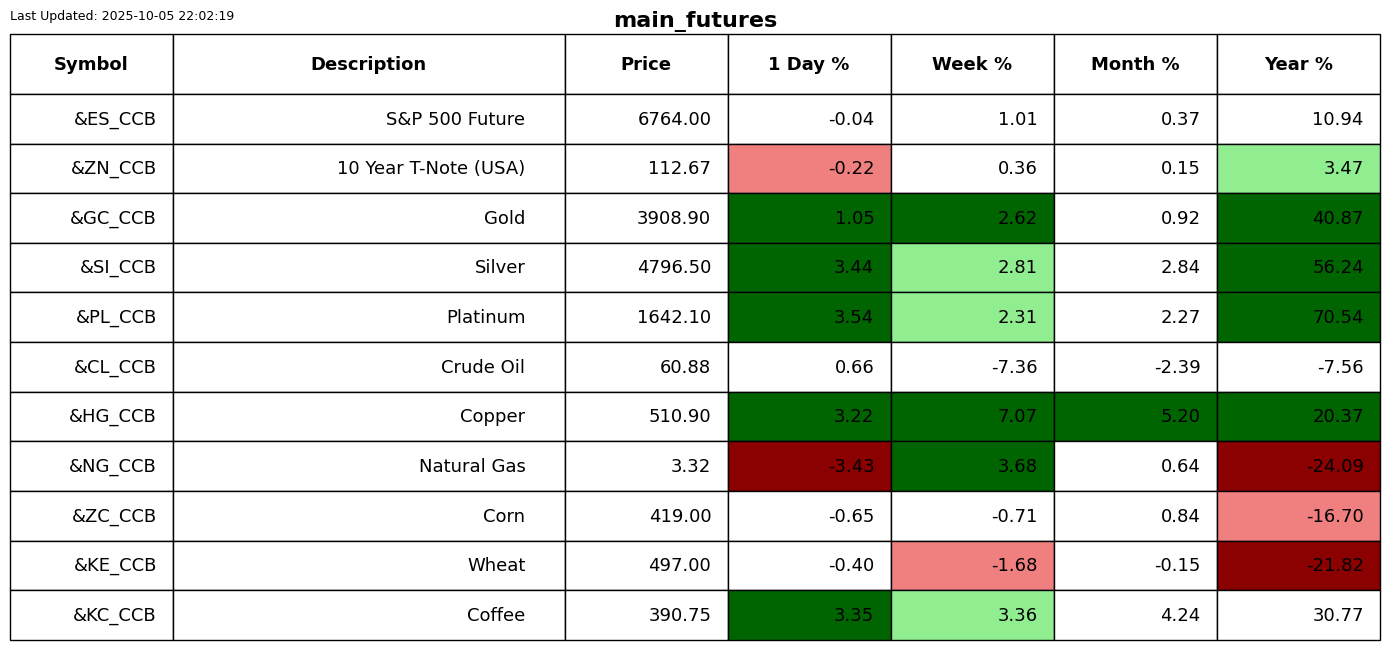 Last Updated: 2025-10-05 22:02:19
main_futures
Symbol Description Price 1 Day % Week % Month % Year %
&ES_CCB S&P 500 Future 6764.00 -0.04 1.01 0.37 10.94
&ZN_CCB 10 Year T-Note (USA) 112.67 -0.22 0.36 0.15 3.47
&GC_CCB Gold 3908.90 1.05 2.62 0.92 40.87
&SI_CCB Silver 4796.50 3.44 2.81 2.84 56.24
&PL_CCB Platinum 1642.10 3.54 2.31 2.27 70.54
&CL_CCB Crude Oil 60.88 0.66 -7.36 -2.39 -7.56
&HG_CCB Copper 510.90 3.22 7.07 5.20 20.37
&NG_CCB Natural Gas 3.32 -3.43 3.68 0.64 -24.09
&ZC_CCB Corn 419.00 -0.65 -0.71 0.84 -16.70
&KE_CCB Wheat 497.00 -0.40 -1.68 -0.15 -21.82
&KC_CCB Coffee 390.75 3.35 3.36 4.24 30.77